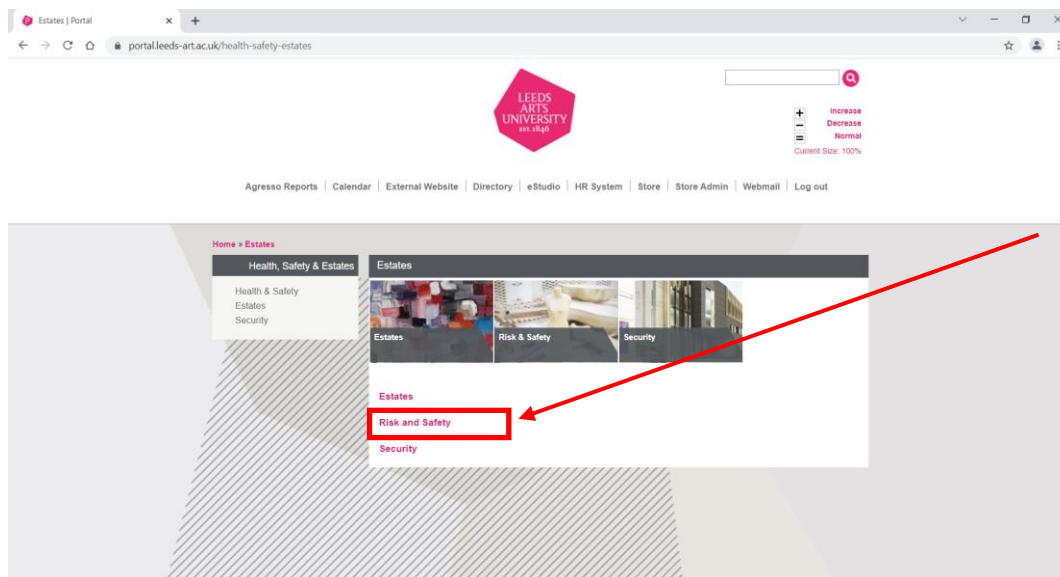 Estates | Portal
portal.leeds-art.ac.uk/health-safety-estates
LEEDS
ARTS
UNIVERSITY
EST. 1846
+ Increase
− Decrease
= Normal
Current Size: 100%
Agresso Reports | Calendar | External Website | Directory | eStudio | HR System | Store | Store Admin | Webmail | Log out
Home » Estates
Health, Safety & Estates
Health & Safety
Estates
Security
Estates
Estates
Risk & Safety
Security
Estates
Risk and Safety
Security